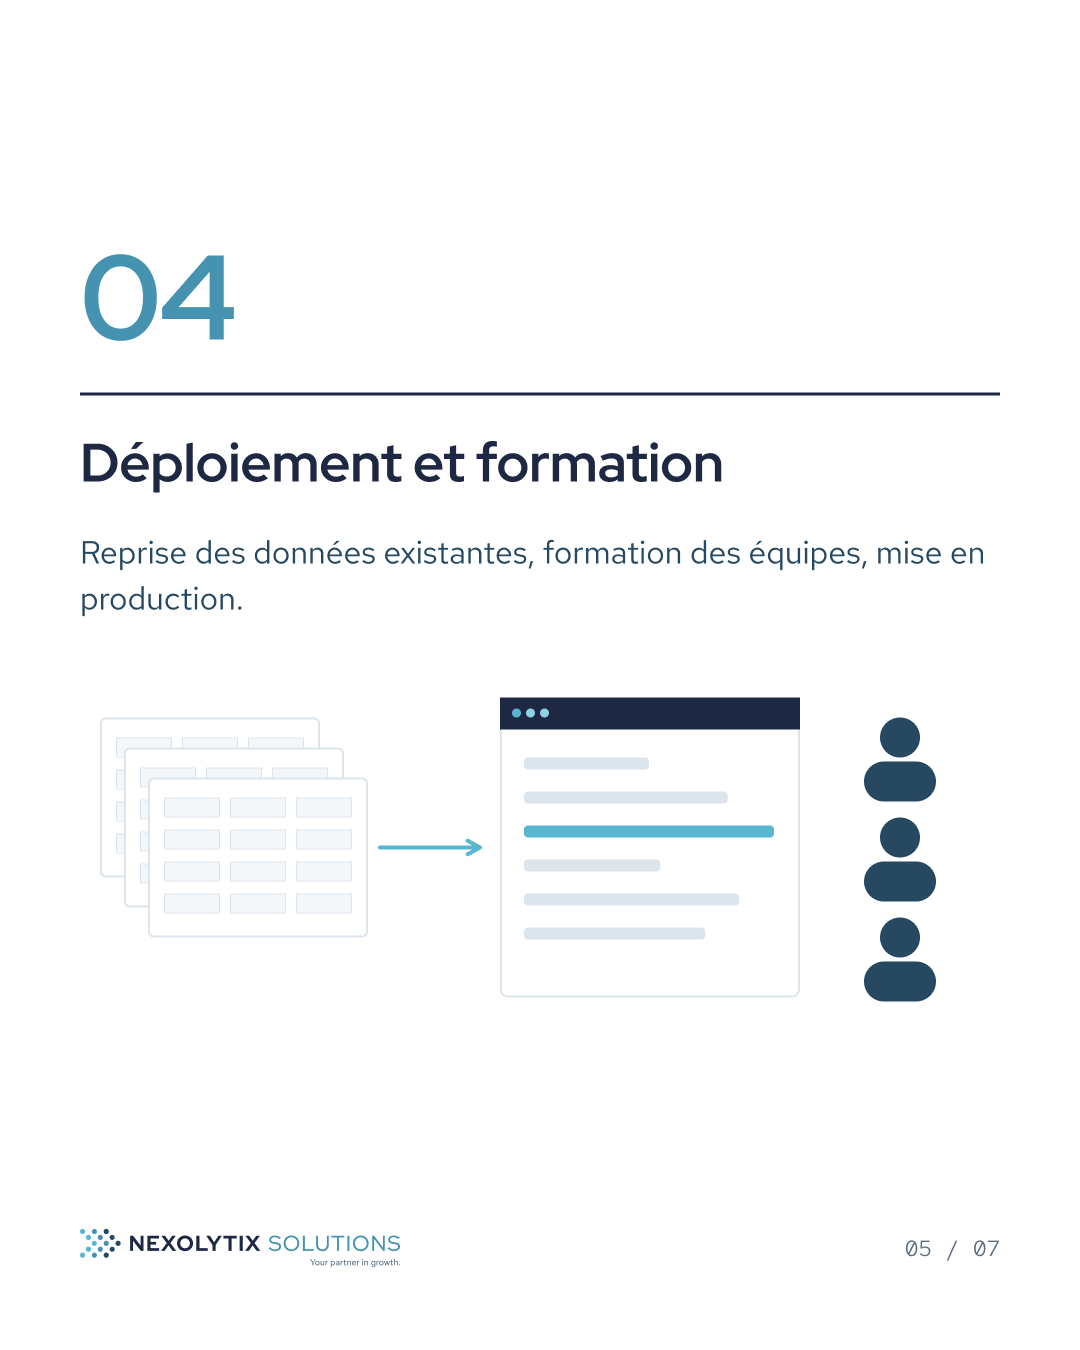 04
Déploiement et formation
Reprise des données existantes, formation des équipes, mise en
production.
NEXOLYTIX SOLUTIONS
Your partner in growth.
05 / 07